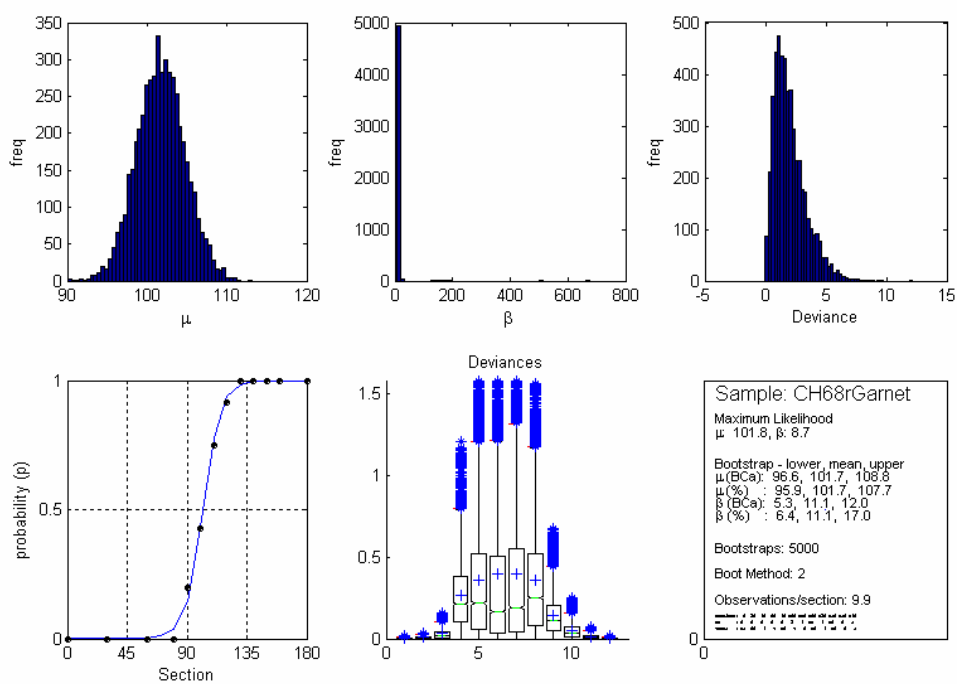 350
300
250
200
150
100
50
0
freq
90 100 110 120
μ
5000
4000
3000
2000
1000
0
freq
0 200 400 600 800
β
500
400
300
200
100
0
freq
-5 0 5 10 15
Deviance
1
0.5
0
probability (p)
0 45 90 135 180
Section
Deviances
1.5
1
0.5
0
5 10
Sample: CH68rGarnet
Maximum Likelihood
μ: 101.8, β: 8.7
Bootstrap - lower, mean, upper
μ(BCa): 96.6, 101.7, 108.8
μ(%) : 95.9, 101.7, 107.7
β (BCa) : 5.3, 11.1, 12.0
β (%) : 6.4, 11.1, 17.0
Bootstraps: 5000
Boot Method: 2
Observations/section: 9.9
0
0